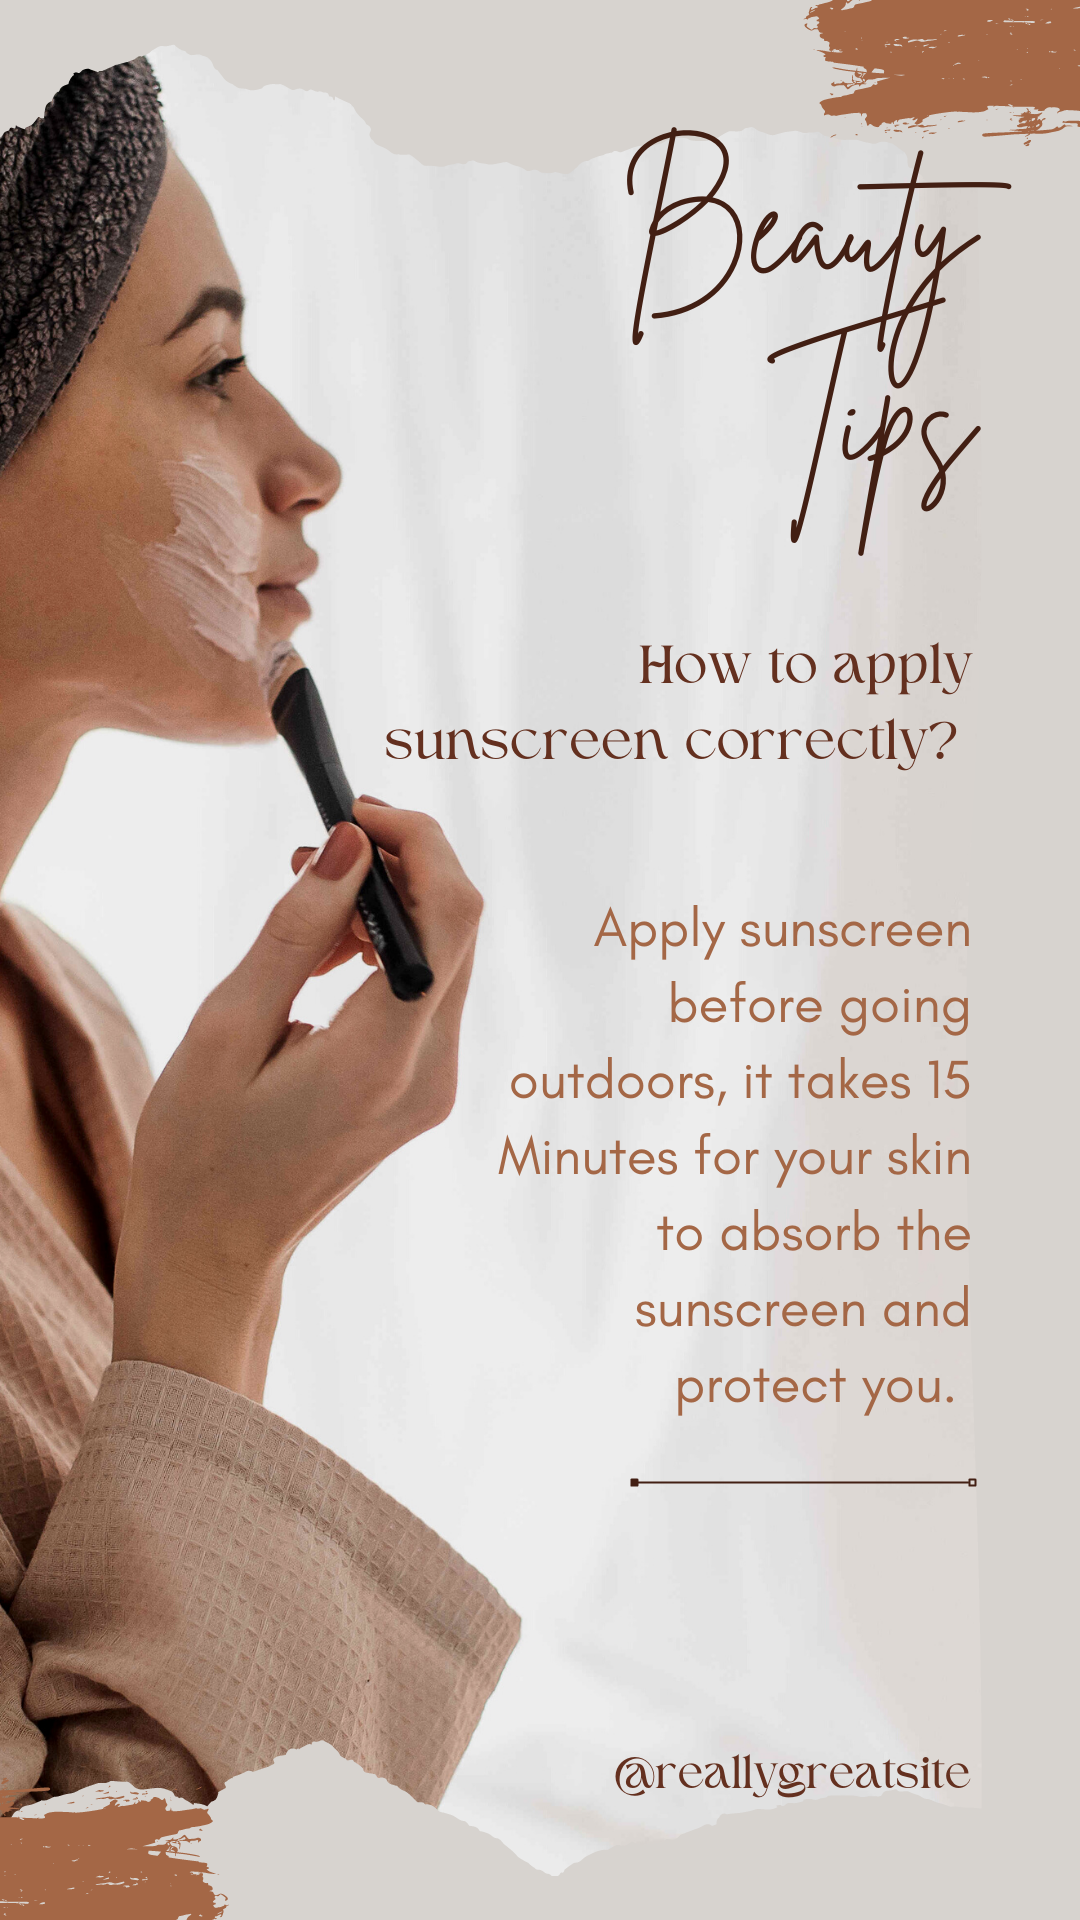 Beauty
Tips
How to apply
sunscreen correctly?
Apply sunscreen
before going
outdoors, it takes 15
Minutes for your skin
to absorb the
sunscreen and
protect you.
@reallygreatsite